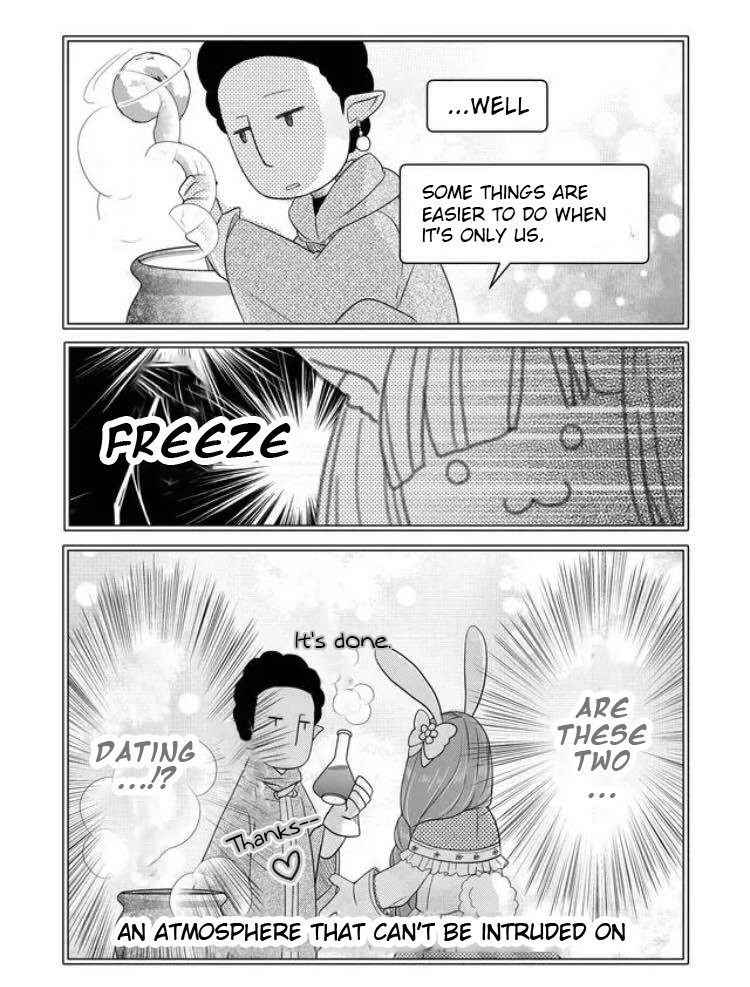 ...WELL
SOME THINGS ARE
EASIER TO DO WHEN
IT'S ONLY US.
FREEZE
It's done.
ARE
THESE
TWO
...
DATING
...!?
Thanks--
♡
AN ATMOSPHERE THAT CAN'T BE INTRUDED ON